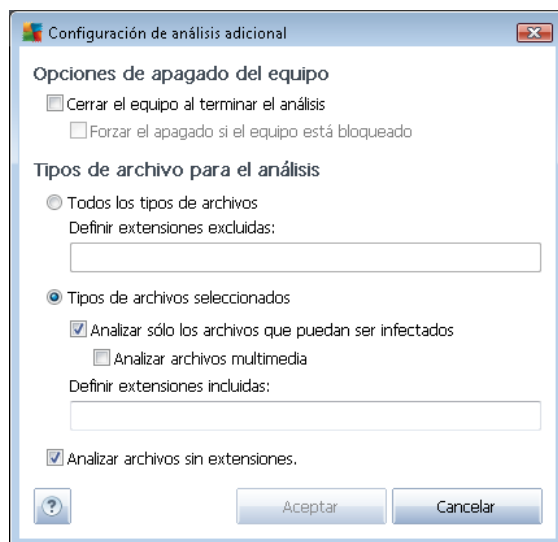 Configuración de análisis adicional
Opciones de apagado del equipo
Cerrar el equipo al terminar el análisis
Forzar el apagado si el equipo está bloqueado
Tipos de archivo para el análisis
Todos los tipos de archivos
Definir extensiones excluidas:
Tipos de archivos seleccionados
Analizar sólo los archivos que puedan ser infectados
Analizar archivos multimedia
Definir extensiones incluidas:
Analizar archivos sin extensiones.
? Aceptar Cancelar